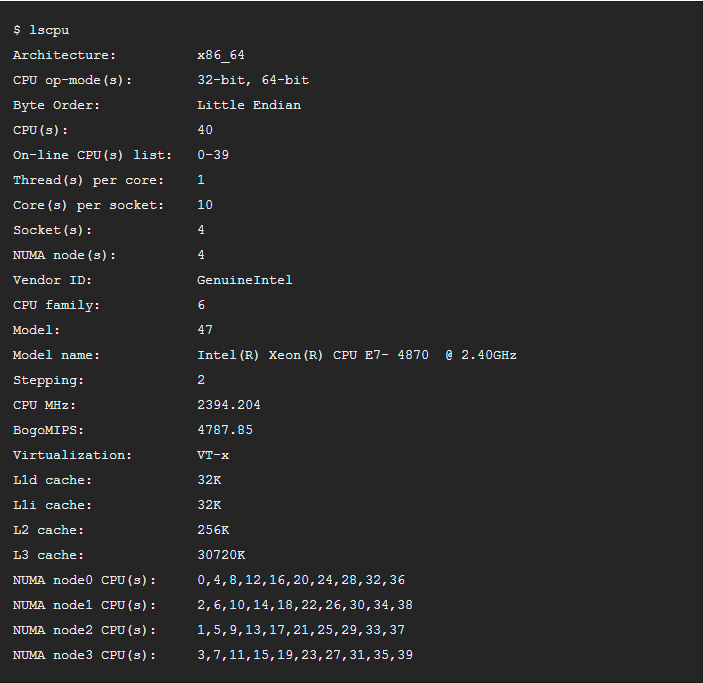 $ lscpu
Architecture: x86_64
CPU op-mode(s): 32-bit, 64-bit
Byte Order: Little Endian
CPU(s): 40
On-line CPU(s) list: 0-39
Thread(s) per core: 1
Core(s) per socket: 10
Socket(s): 4
NUMA node(s): 4
Vendor ID: GenuineIntel
CPU family: 6
Model: 47
Model name: Intel(R) Xeon(R) CPU E7- 4870  @ 2.40GHz
Stepping: 2
CPU MHz: 2394.204
BogoMIPS: 4787.85
Virtualization: VT-x
L1d cache: 32K
L1i cache: 32K
L2 cache: 256K
L3 cache: 30720K
NUMA node0 CPU(s): 0,4,8,12,16,20,24,28,32,36
NUMA node1 CPU(s): 2,6,10,14,18,22,26,30,34,38
NUMA node2 CPU(s): 1,5,9,13,17,21,25,29,33,37
NUMA node3 CPU(s): 3,7,11,15,19,23,27,31,35,39